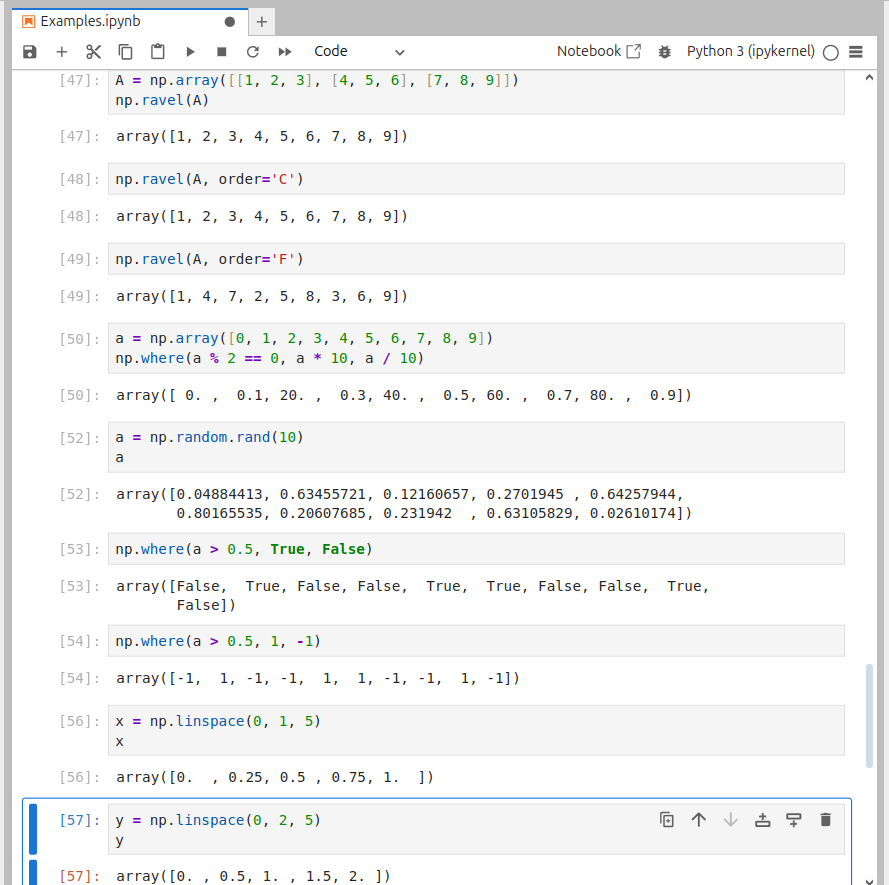 Examples.ipynb
Code Notebook Python 3 (ipykernel)
[47]: A = np.array([[1, 2, 3], [4, 5, 6], [7, 8, 9]])
np.ravel(A)
[47]: array([1, 2, 3, 4, 5, 6, 7, 8, 9])
[48]: np.ravel(A, order='C')
[48]: array([1, 2, 3, 4, 5, 6, 7, 8, 9])
[49]: np.ravel(A, order='F')
[49]: array([1, 4, 7, 2, 5, 8, 3, 6, 9])
[50]: a = np.array([0, 1, 2, 3, 4, 5, 6, 7, 8, 9])
np.where(a % 2 == 0, a * 10, a / 10)
[50]: array([ 0. ,  0.1, 20. ,  0.3, 40. ,  0.5, 60. ,  0.7, 80. ,  0.9])
[52]: a = np.random.rand(10)
a
[52]: array([0.04884413, 0.63455721, 0.12160657, 0.2701945 , 0.64257944,
0.80165535, 0.20607685, 0.231942  , 0.63105829, 0.02610174])
[53]: np.where(a > 0.5, True, False)
[53]: array([False,  True, False, False,  True,  True, False, False,  True,
False])
[54]: np.where(a > 0.5, 1, -1)
[54]: array([-1,  1, -1, -1,  1,  1, -1, -1,  1, -1])
[56]: x = np.linspace(0, 1, 5)
x
[56]: array([0.  , 0.25, 0.5 , 0.75, 1.  ])
[57]: y = np.linspace(0, 2, 5)
y
[57]: array([0. , 0.5, 1. , 1.5, 2. ])